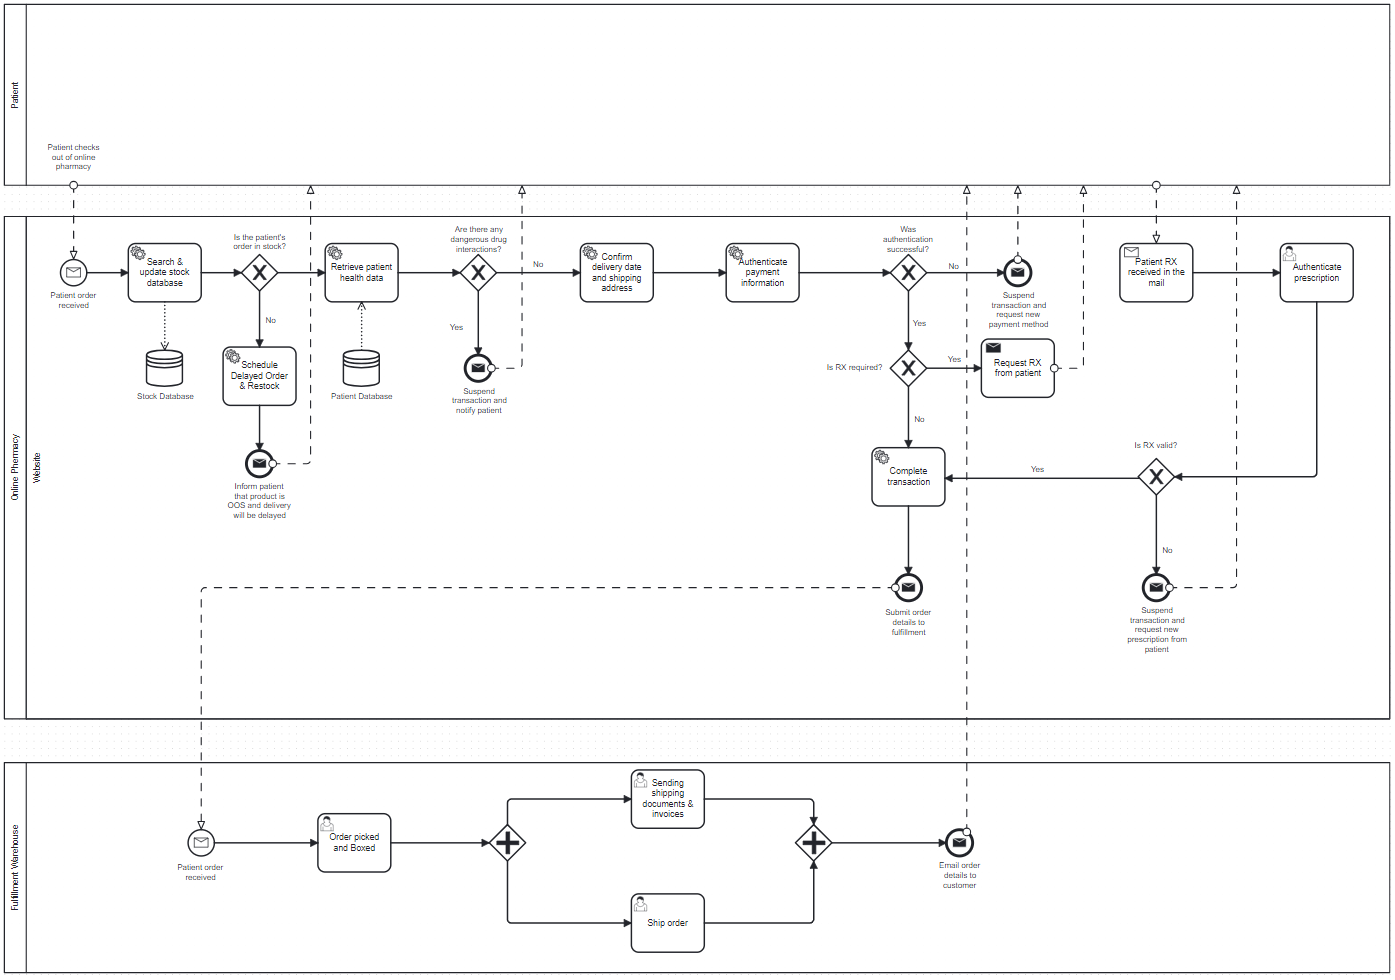 Patient
Patient checks
out of online
pharmacy
Online Pharmacy
Website
Patient order
received
Search &
update stock
database
Stock Database
Is the patient's
order in stock?
No
Schedule
Delayed Order
& Restock
Inform patient
that product is
OOS and delivery
will be delayed
Retrieve patient
health data
Patient Database
Are there any
dangerous drug
interactions?
No
Yes
Suspend
transaction and
notify patient
Confirm
delivery date
and shipping
address
Authenticate
payment
information
Was
authentication
successful?
No
Suspend
transaction and
request new
payment method
Yes
Is RX required?
Yes
Request RX
from patient
No
Complete
transaction
Submit order
details to
fulfillment
Patient RX
received in the
mail
Authenticate
prescription
Is RX valid?
Yes
No
Suspend
transaction and
request new
prescription from
patient
Fulfillment Warehouse
Patient order
received
Order picked
and Boxed
Sending
shipping
documents &
invoices
Ship order
Email order
details to
customer